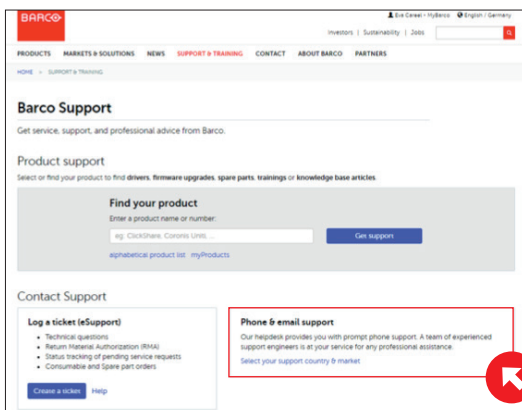 BARCO
Eve Career - MyBarco English / Germany
Investors | Sustainability | Jobs
PRODUCTS MARKETS & SOLUTIONS NEWS SUPPORT & TRAINING CONTACT ABOUT BARCO PARTNERS
HOME SUPPORT & TRAINING
Barco Support
Get service, support, and professional advice from Barco.
Product support
Select or find your product to find drivers, firmware upgrades, spare parts, trainings or knowledge base articles.
Find your product
Enter a product name or number:
eg. ClickShare, Coronis Uniti, ...
Get support
alphabetical product list myProducts
Contact Support
Log a ticket (eSupport)
• Technical questions
• Return Material Authorization (RMA)
• Status tracking of pending service requests
• Consumable and Spare part orders
Create a ticket Help
Phone & email support
Our helpdesk provides you with prompt phone support. A team of experienced
support engineers is at your service for any professional assistance.
Select your support country & market